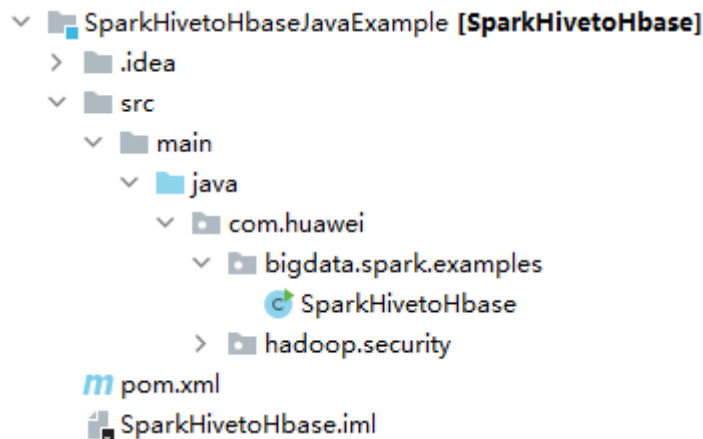 SparkHivetoHbaseJavaExample [SparkHivetoHbase]
.idea
src
main
java
com.huawei
bigdata.spark.examples
SparkHivetoHbase
hadoop.security
pom.xml
SparkHivetoHbase.iml